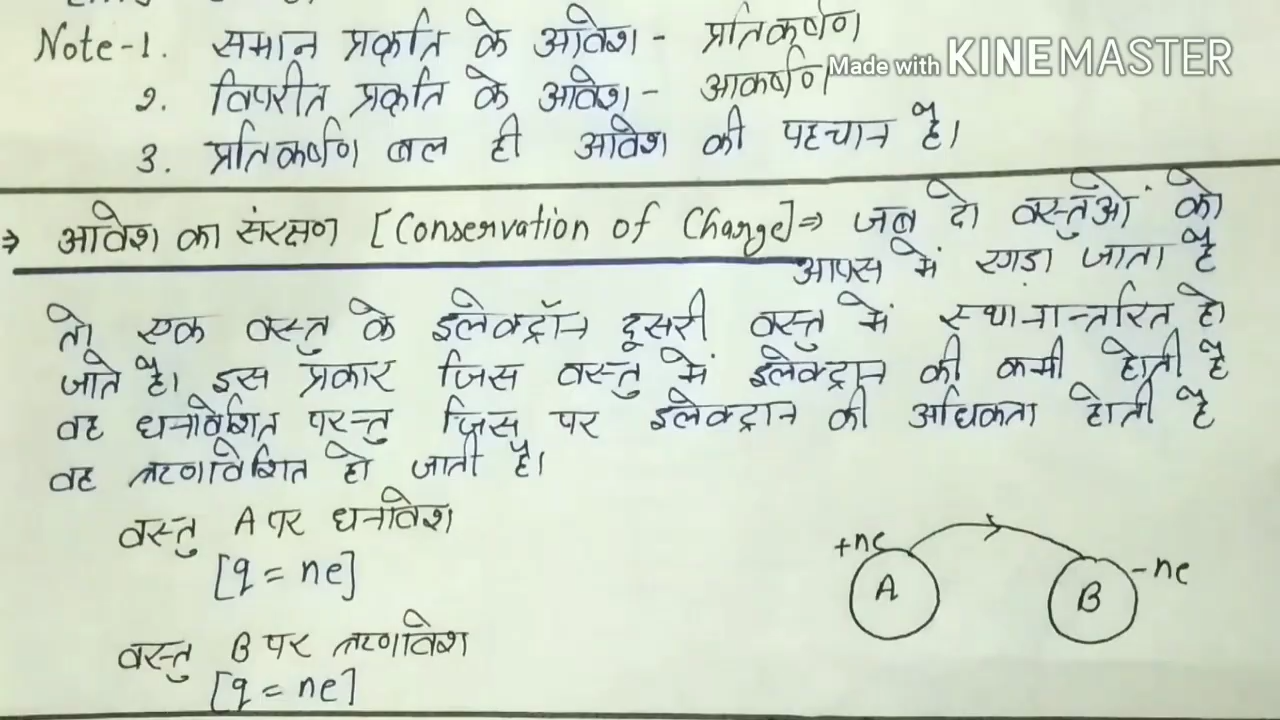 Note-1. समान प्रकृति के आवेश - प्रतिकर्षण
Made with KINEMASTER
2. विपरीत प्रकृति के आवेश - आकर्षण
3. प्रतिकर्षण बल ही आवेश की पहचान है।
⇒ आवेश का संरक्षण [Conservation of Charge] ⇒ जब दो वस्तुओं को
आपस में रगड़ा जाता है
तो एक वस्तु के इलेक्ट्रॉन दूसरी वस्तु में स्थानान्तरित हो
जाते है। इस प्रकार जिस वस्तु में इलेक्ट्रान की कमी होती है
वह धनावेशित परन्तु जिस पर इलेक्ट्रान की अधिकता होती है
वह ऋणावेशित हो जाती है।
वस्तु A पर धनावेश
[q = ne]
+ne
A
B
-ne
वस्तु B पर ऋणावेश
[q = ne]